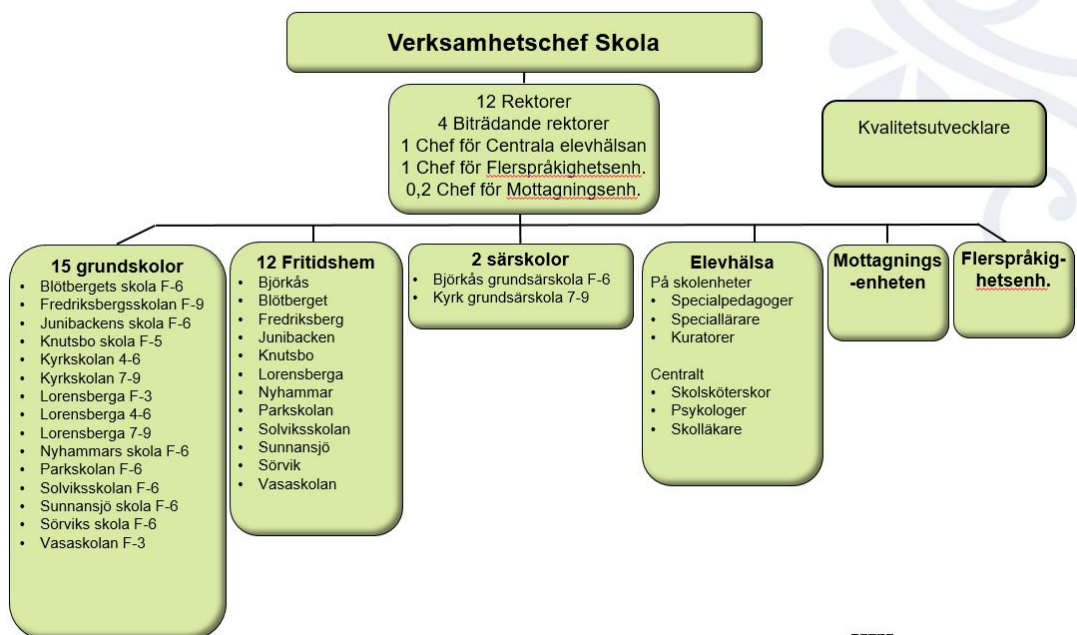 Verksamhetschef Skola
12 Rektorer
4 Biträdande rektorer
1 Chef för Centrala elevhälsan
1 Chef för Flerspråkighetsenh.
0,2 Chef för Mottagningsenh.
Kvalitetsutvecklare
15 grundskolor
• Blötbergets skola F-6
• Fredriksbergsskolan F-9
• Junibackens skola F-6
• Knutsbo skola F-5
• Kyrkskolan 4-6
• Kyrkskolan 7-9
• Lorensberga F-3
• Lorensberga 4-6
• Lorensberga 7-9
• Nyhammars skola F-6
• Parkskolan F-6
• Solviksskolan F-6
• Sunnansjö skola F-6
• Sörviks skola F-6
• Vasaskolan F-3
12 Fritidshem
• Björkås
• Blötberget
• Fredriksberg
• Junibacken
• Knutsbo
• Lorensberga
• Nyhammar
• Parkskolan
• Solviksskolan
• Sunnansjö
• Sörvik
• Vasaskolan
2 särskolor
• Björkås grundsärskola F-6
• Kyrk grundsärskola 7-9
Elevhälsa
På skolenheter
• Specialpedagoger
• Speciallärare
• Kuratorer
Centralt
• Skolsköterskor
• Psykologer
• Skolläkare
Mottagnings
-enheten
Flerspråkig-
hetsenh.